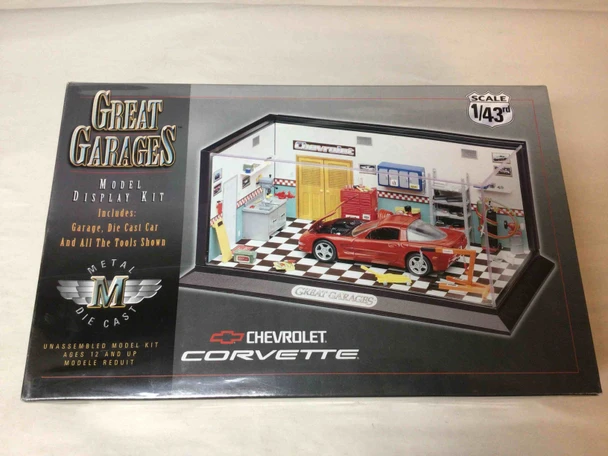 GREAT
GARAGES
MODEL
DISPLAY KIT
Includes:
Garage, Die Cast Car
And All The Tools Shown
METAL
M
DIE CAST
UNASSEMBLED MODEL KIT
AGES 12 AND UP
MODELE REDUIT
SCALE
1/43rd
Chevrolet
GREAT GARAGES
CHEVROLET
CORVETTE